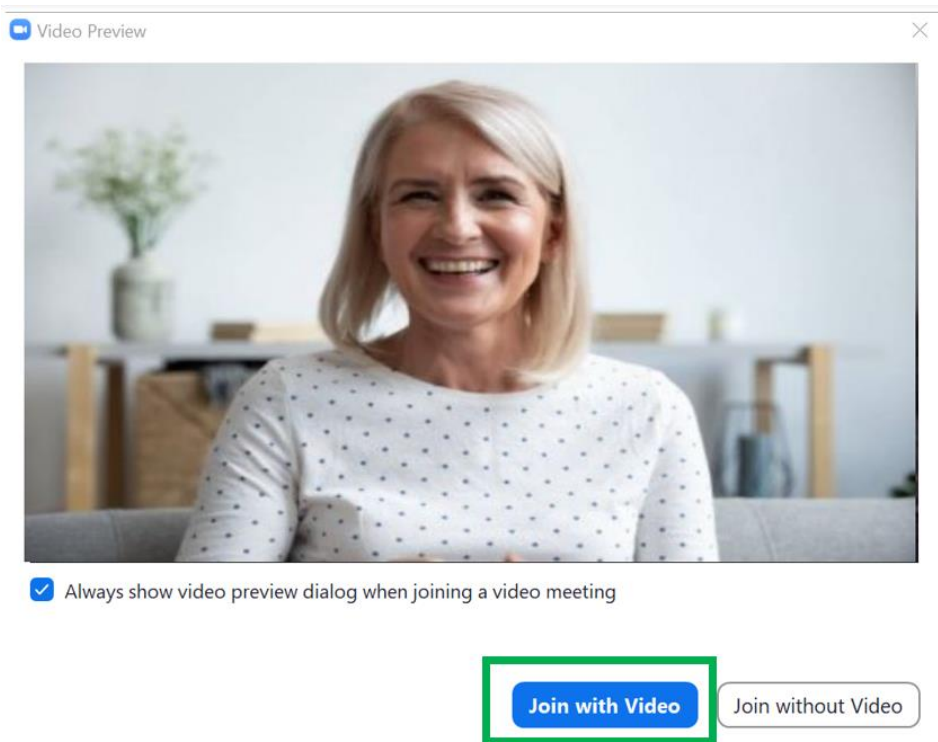 Video Preview
Always show video preview dialog when joining a video meeting
Join with Video
Join without Video